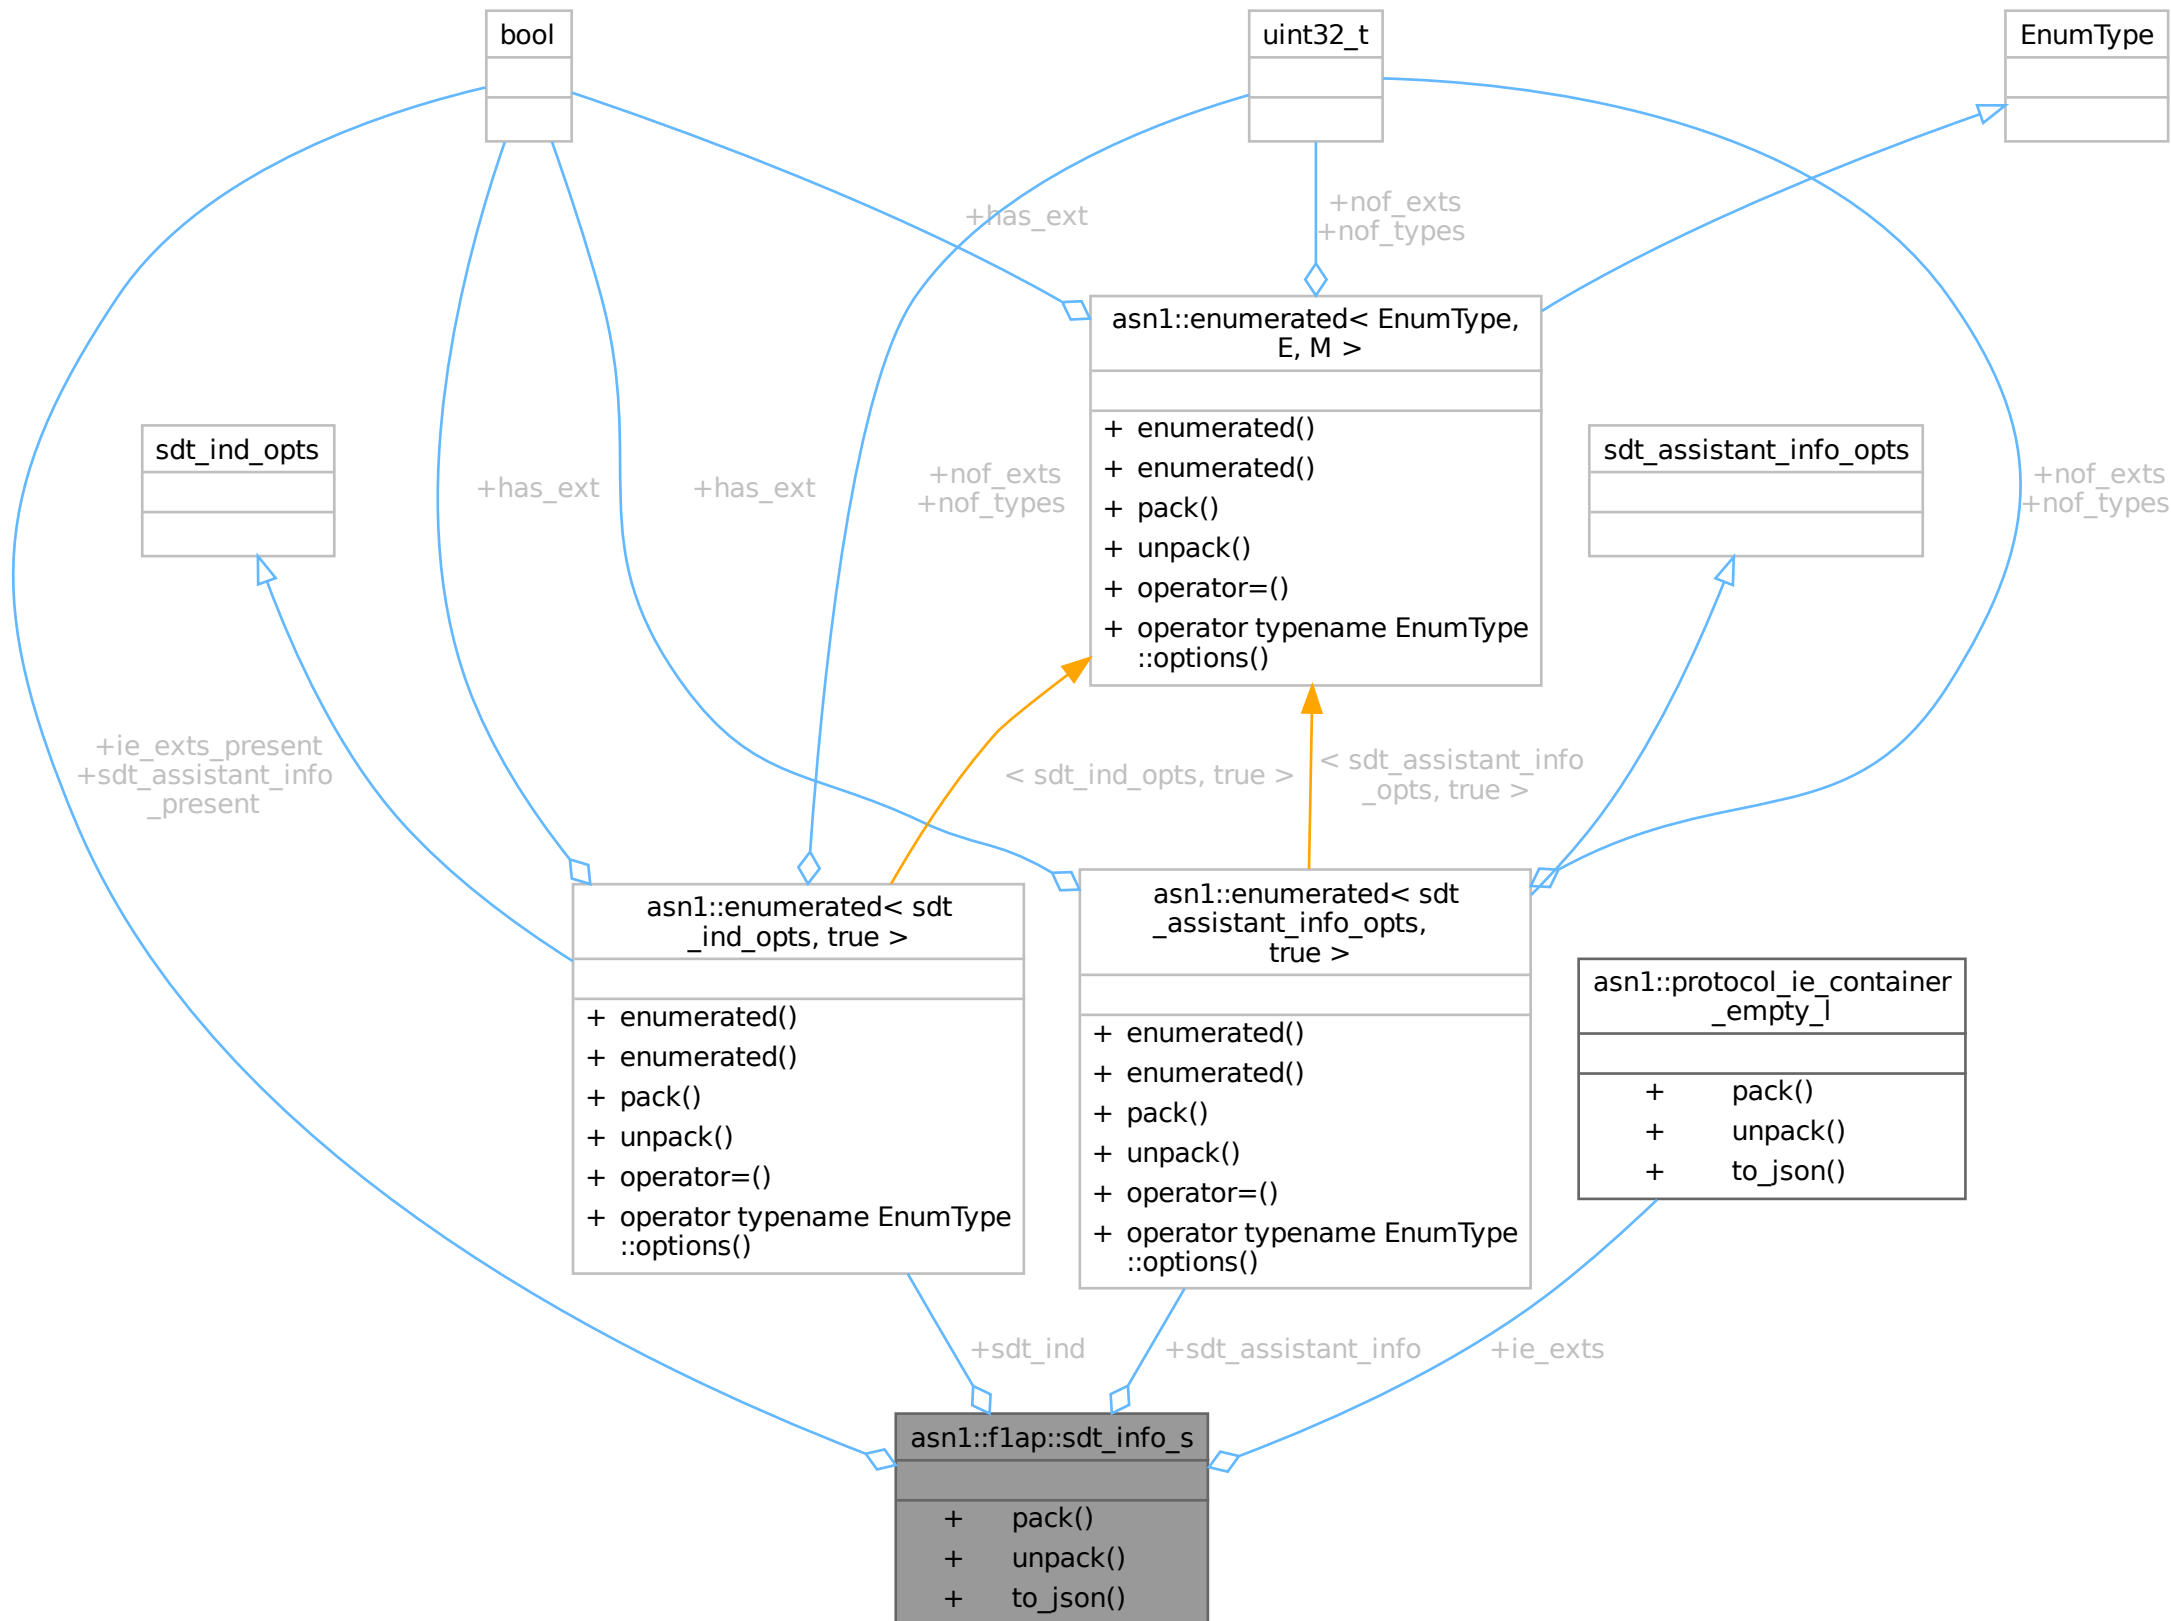 bool
uint32_t
EnumType
+has_ext
+nof_exts
+nof_types
asn1::enumerated< EnumType,
E, M >
+ enumerated()
+ enumerated()
+ pack()
+ unpack()
+ operator=()
+ operator typename EnumType
::options()
sdt_ind_opts
+has_ext
+has_ext
+nof_exts
+nof_types
sdt_assistant_info_opts
+nof_exts
+nof_types
+ie_exts_present
+sdt_assistant_info
_present
< sdt_ind_opts, true >
< sdt_assistant_info
_opts, true >
asn1::enumerated< sdt
_ind_opts, true >
+ enumerated()
+ enumerated()
+ pack()
+ unpack()
+ operator=()
+ operator typename EnumType
::options()
asn1::enumerated< sdt
_assistant_info_opts,
true >
+ enumerated()
+ enumerated()
+ pack()
+ unpack()
+ operator=()
+ operator typename EnumType
::options()
asn1::protocol_ie_container
_empty_l
+ pack()
+ unpack()
+ to_json()
+sdt_ind
+sdt_assistant_info
+ie_exts
asn1::f1ap::sdt_info_s
+ pack()
+ unpack()
+ to_json()